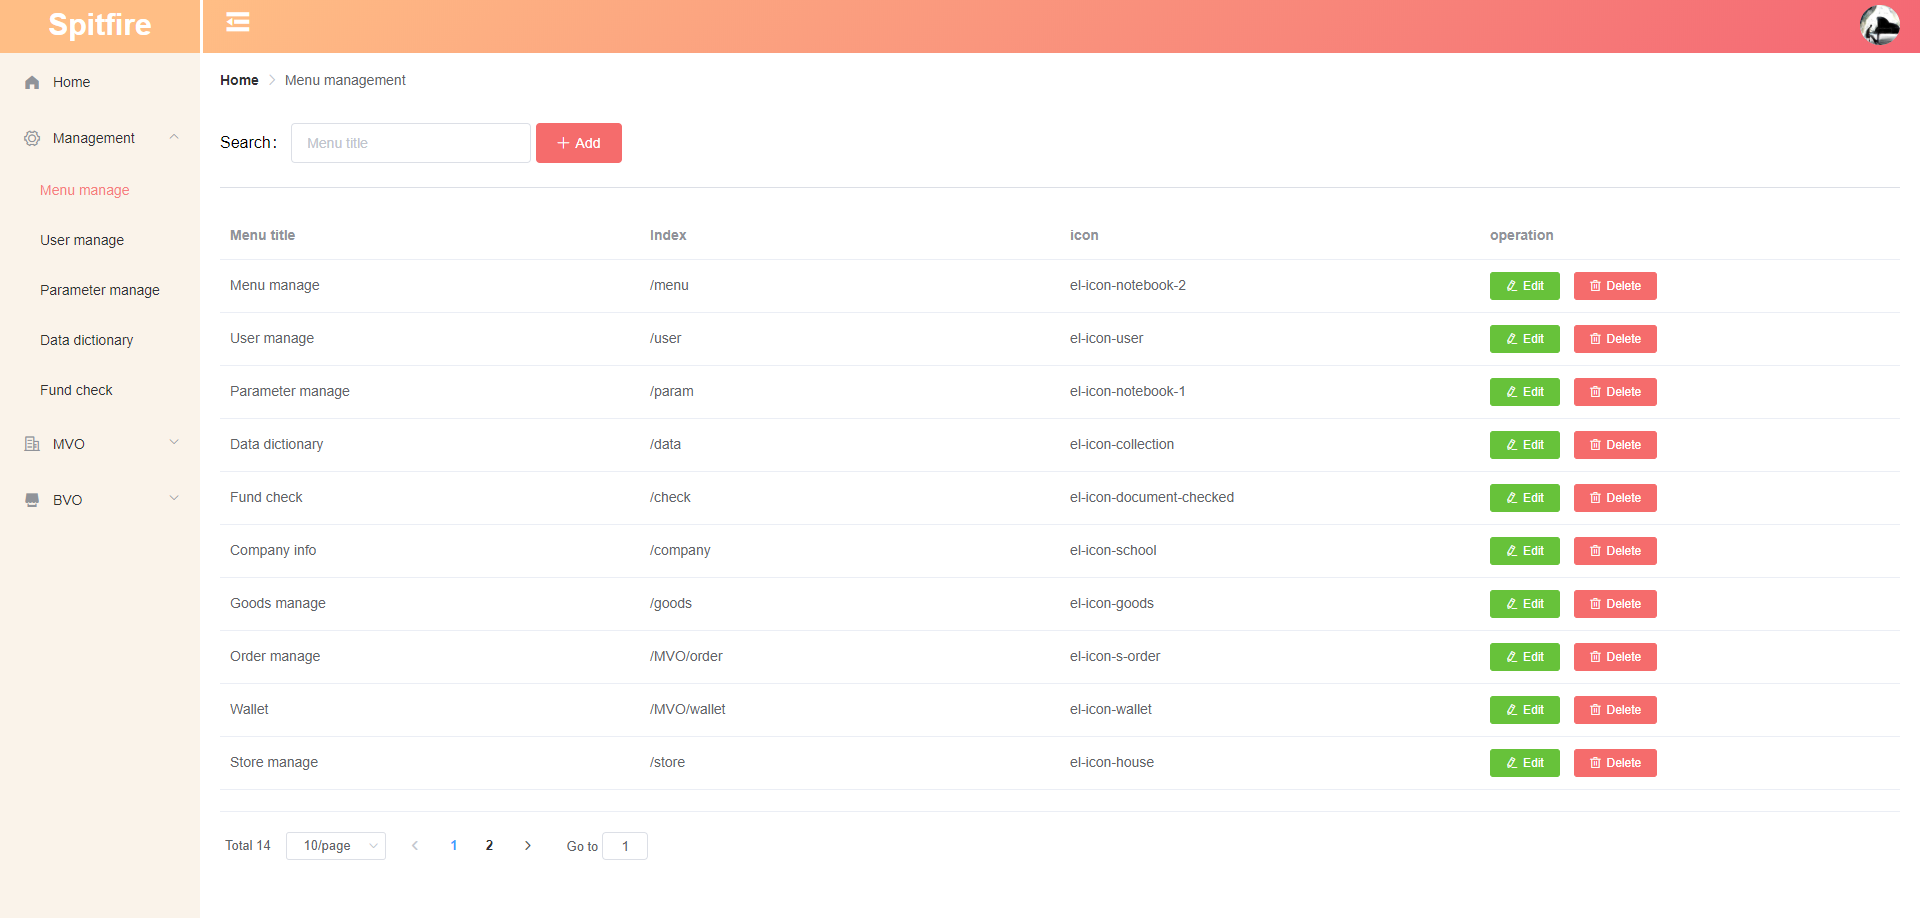 Spitfire
Home
Management
Menu manage
User manage
Parameter manage
Data dictionary
Fund check
MVO
BVO
Home Menu management
Search: Menu title Add
Menu title Index icon operation
Menu manage /menu el-icon-notebook-2 Edit Delete
User manage /user el-icon-user Edit Delete
Parameter manage /param el-icon-notebook-1 Edit Delete
Data dictionary /data el-icon-collection Edit Delete
Fund check /check el-icon-document-checked Edit Delete
Company info /company el-icon-school Edit Delete
Goods manage /goods el-icon-goods Edit Delete
Order manage /MVO/order el-icon-s-order Edit Delete
Wallet /MVO/wallet el-icon-wallet Edit Delete
Store manage /store el-icon-house Edit Delete
Total 14 10/page 1 2 Go to 1